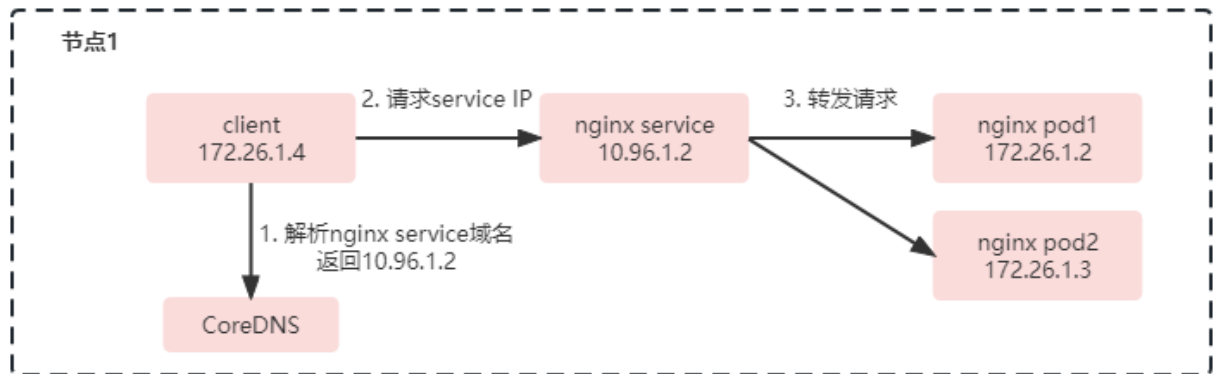 节点1
client
172.26.1.4
2. 请求service IP
nginx service
10.96.1.2
3. 转发请求
nginx pod1
172.26.1.2
1. 解析nginx service域名
返回10.96.1.2
nginx pod2
172.26.1.3
CoreDNS